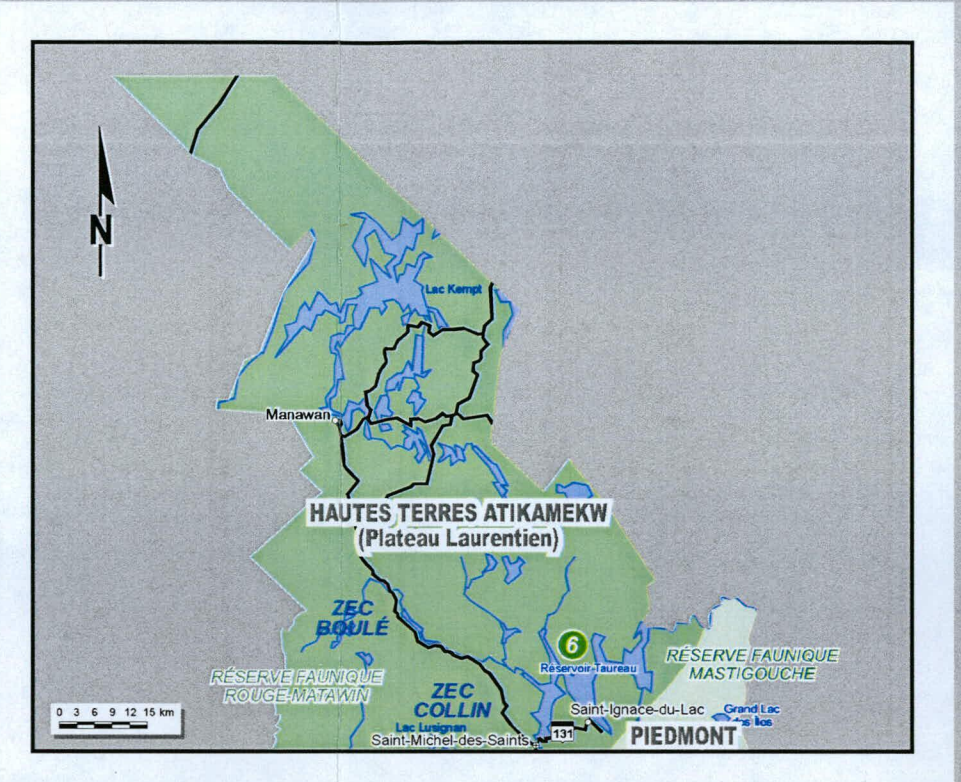 N
Lac Kempt
Manawan
HAUTES TERRES ATIKAMEKW
(Plateau Laurentien)
ZEC
BOULÉ
6
Réservoir Taureau
RÉSERVE FAUNIQUE
MASTIGOUCHE
RÉSERVE FAUNIQUE
ROUGE-MATAWIN
ZEC
COLLIN
Lac Lusignan
Saint-Ignace-du-Lac
Grand Lac
des Iles
0 3 6 9 12 15 km
Saint-Michel-des-Saints
131
PIEDMONT